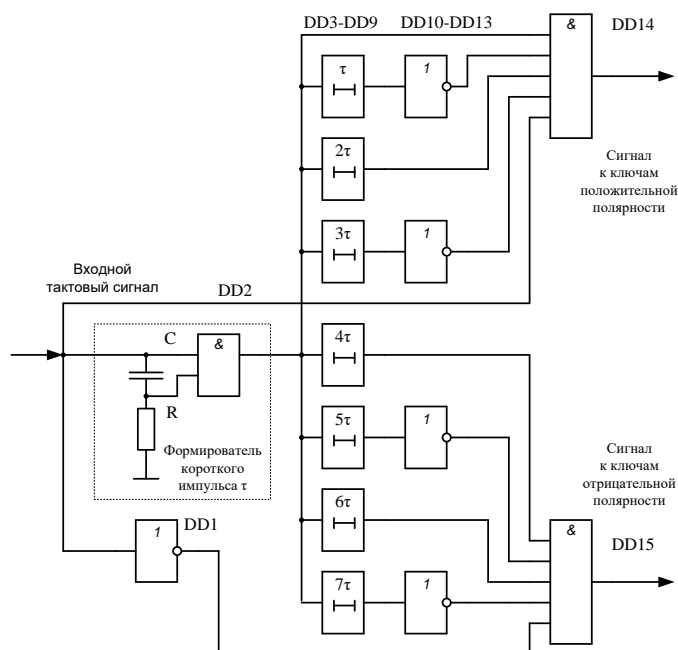 DD3-DD9 DD10-DD13
& DD14
τ 1
2τ
Сигнал
к ключам
положительной
полярности
3τ 1
Входной
тактовый сигнал
DD2
C & 4τ
R
5τ 1
Формирователь
короткого
импульса τ
Сигнал
к ключам
отрицательной
полярности
6τ
DD1
1
& DD15
7τ 1